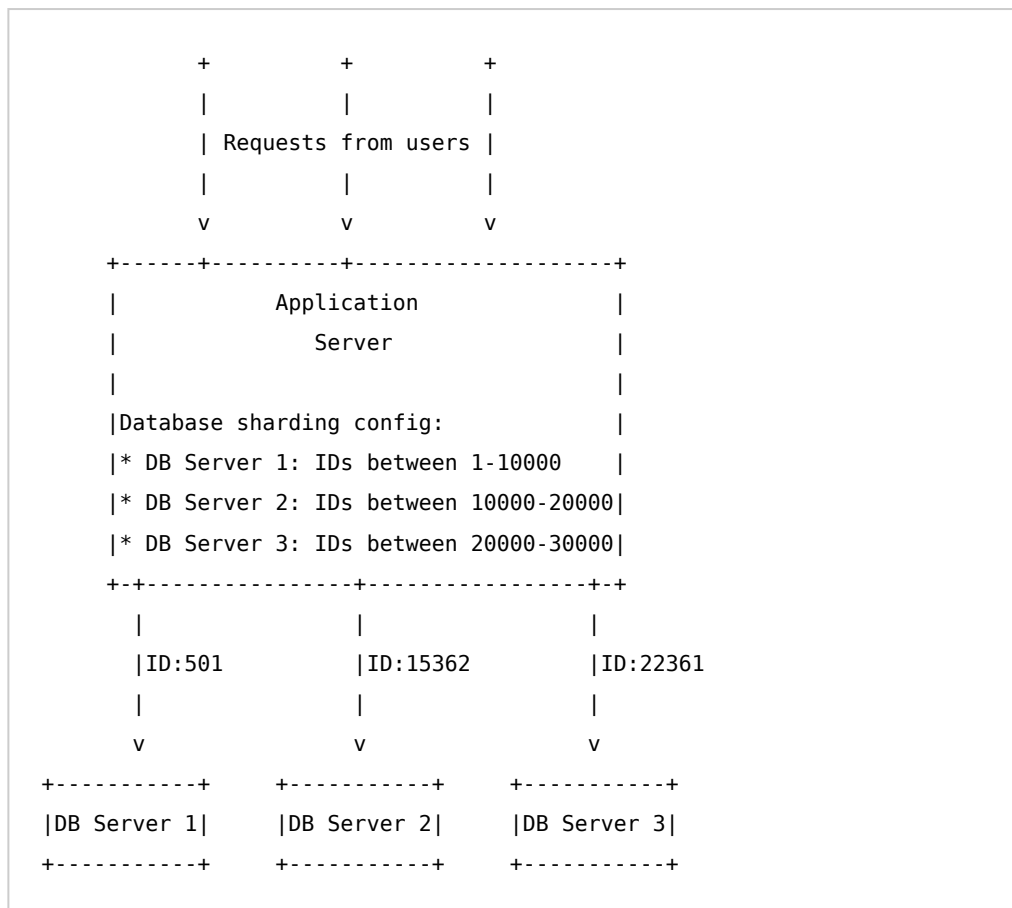 + + +
| | |
| Requests from users |
| | |
v v v
+------+----------+--------------------+
| Application |
| Server |
| |
|Database sharding config: |
|* DB Server 1: IDs between 1-10000 |
|* DB Server 2: IDs between 10000-20000|
|* DB Server 3: IDs between 20000-30000|
+-+----------------+-----------------+-+
| | |
|ID:501 |ID:15362 |ID:22361
| | |
v v v
+-----------+ +-----------+ +-----------+
|DB Server 1| |DB Server 2| |DB Server 3|
+-----------+ +-----------+ +-----------+